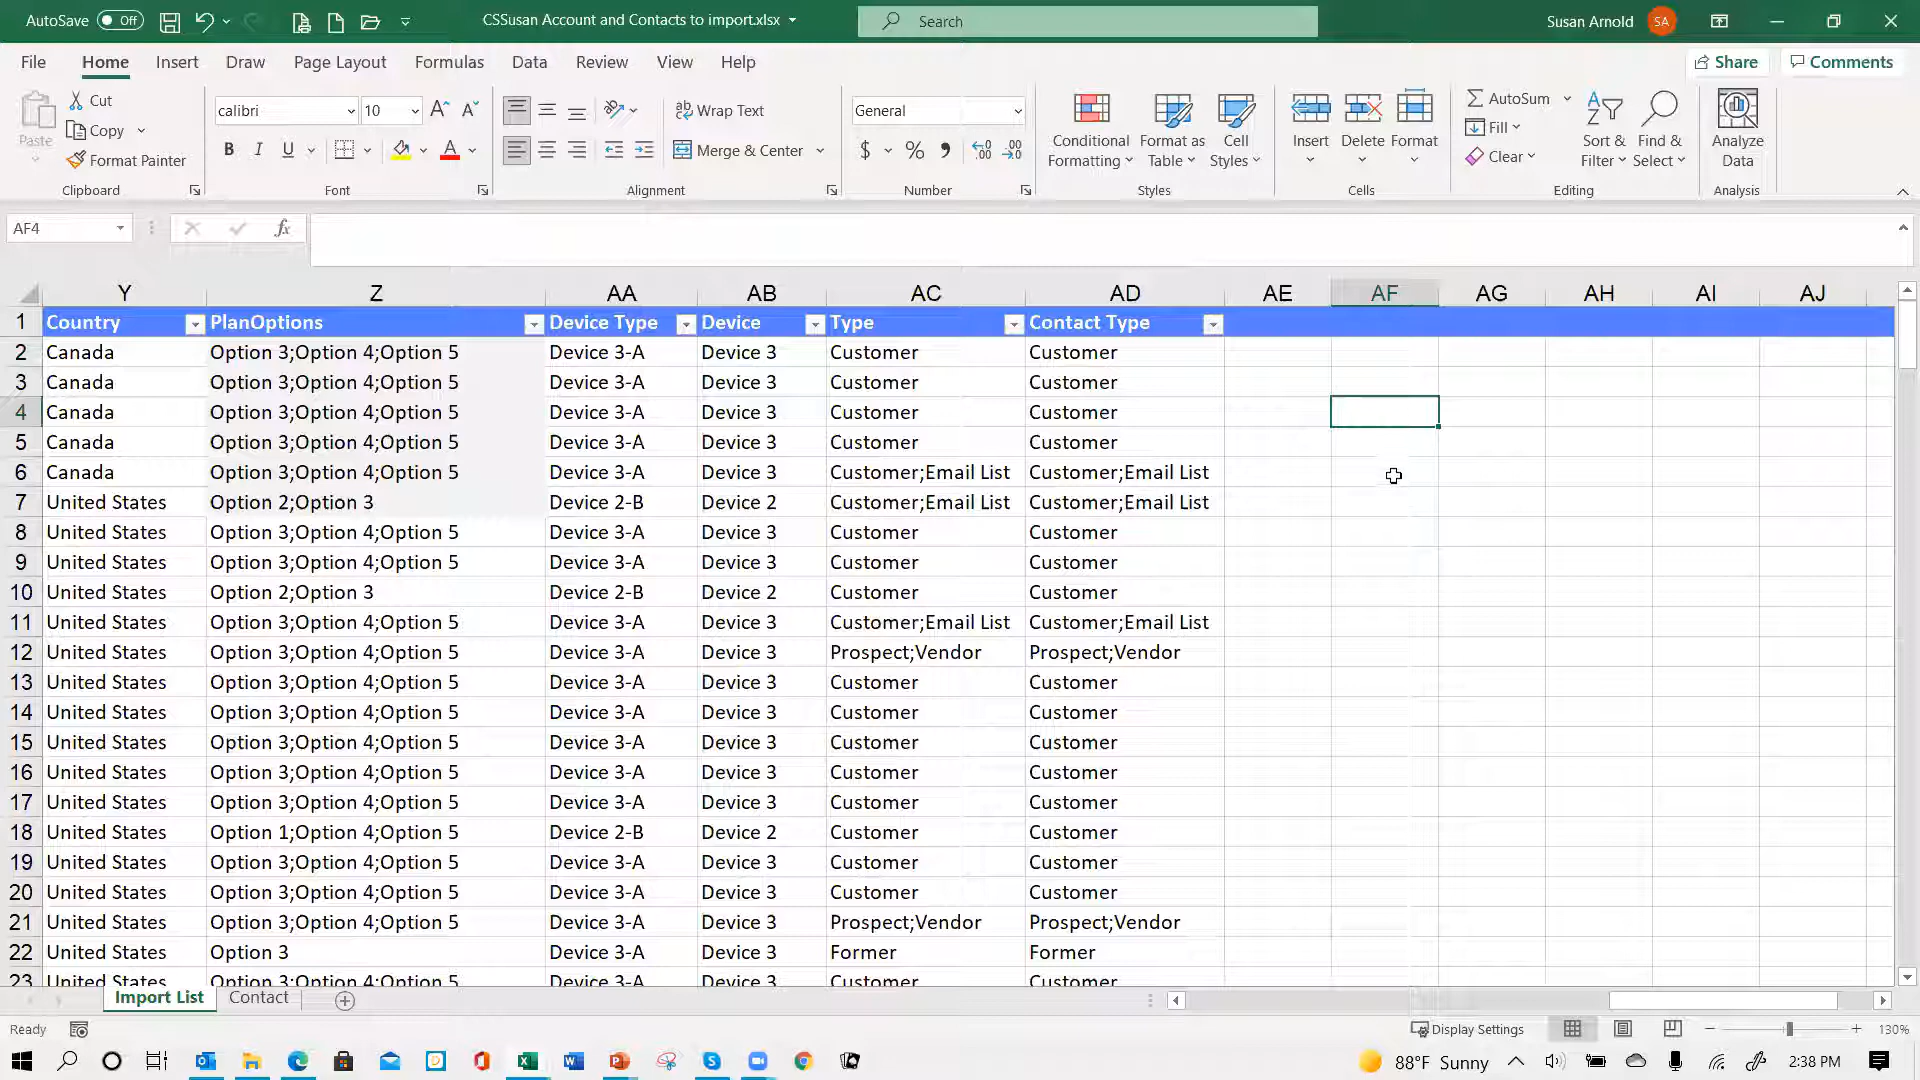 AutoSave Off
CSSusan Account and Contacts to import.xlsx
Search
Susan Arnold SA
File Home Insert Draw Page Layout Formulas Data Review View Help
Share Comments
Paste
Cut
Copy
Format Painter
Clipboard
calibri 10
B I U
Font
Wrap Text
Merge & Center
Alignment
General
Number
Conditional Formatting
Format as Table
Cell Styles
Styles
Insert
Delete
Format
Cells
AutoSum
Fill
Clear
Sort & Filter
Find & Select
Editing
Analyze Data
Analysis
AF4 fx
Y Z AA AB AC AD AE AF AG AH AI AJ
1 Country PlanOptions Device Type Device Type Contact Type
2 Canada Option 3;Option 4;Option 5 Device 3-A Device 3 Customer Customer
3 Canada Option 3;Option 4;Option 5 Device 3-A Device 3 Customer Customer
4 Canada Option 3;Option 4;Option 5 Device 3-A Device 3 Customer Customer
5 Canada Option 3;Option 4;Option 5 Device 3-A Device 3 Customer Customer
6 Canada Option 3;Option 4;Option 5 Device 3-A Device 3 Customer;Email List Customer;Email List
7 United States Option 2;Option 3 Device 2-B Device 2 Customer;Email List Customer;Email List
8 United States Option 3;Option 4;Option 5 Device 3-A Device 3 Customer Customer
9 United States Option 3;Option 4;Option 5 Device 3-A Device 3 Customer Customer
10 United States Option 2;Option 3 Device 2-B Device 2 Customer Customer
11 United States Option 3;Option 4;Option 5 Device 3-A Device 3 Customer;Email List Customer;Email List
12 United States Option 3;Option 4;Option 5 Device 3-A Device 3 Prospect;Vendor Prospect;Vendor
13 United States Option 3;Option 4;Option 5 Device 3-A Device 3 Customer Customer
14 United States Option 3;Option 4;Option 5 Device 3-A Device 3 Customer Customer
15 United States Option 3;Option 4;Option 5 Device 3-A Device 3 Customer Customer
16 United States Option 3;Option 4;Option 5 Device 3-A Device 3 Customer Customer
17 United States Option 3;Option 4;Option 5 Device 3-A Device 3 Customer Customer
18 United States Option 1;Option 4;Option 5 Device 2-B Device 2 Customer Customer
19 United States Option 3;Option 4;Option 5 Device 3-A Device 3 Customer Customer
20 United States Option 3;Option 4;Option 5 Device 3-A Device 3 Customer Customer
21 United States Option 3;Option 4;Option 5 Device 3-A Device 3 Prospect;Vendor Prospect;Vendor
22 United States Option 3 Device 3-A Device 3 Former Former
23 United States Option 3;Option 4;Option 5 Device 3-A Device 3 Customer Customer
Import List Contact
Ready Display Settings 130%
88°F Sunny 2:38 PM